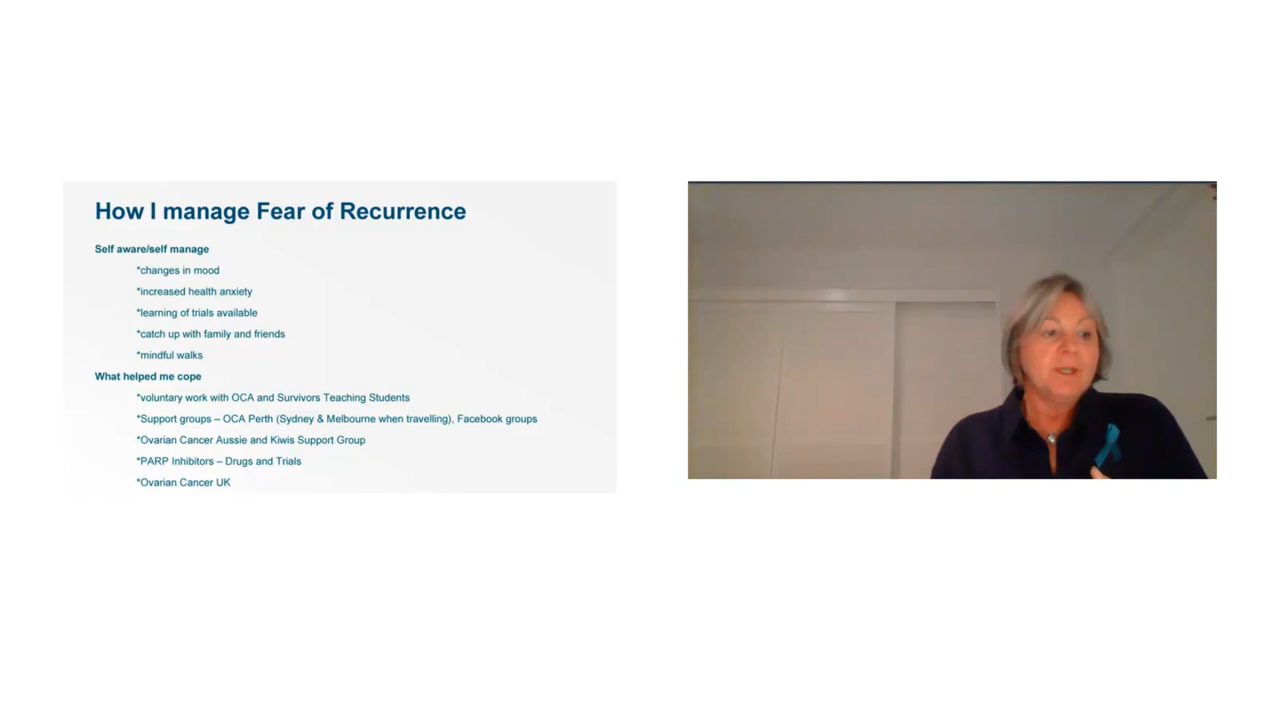 How I manage Fear of Recurrence
Self aware/self manage
*changes in mood
*increased health anxiety
*learning of trials available
*catch up with family and friends
*mindful walks
What helped me cope
*voluntary work with OCA and Survivors Teaching Students
*Support groups – OCA Perth (Sydney & Melbourne when travelling), Facebook groups
*Ovarian Cancer Aussie and Kiwis Support Group
*PARP Inhibitors – Drugs and Trials
*Ovarian Cancer UK